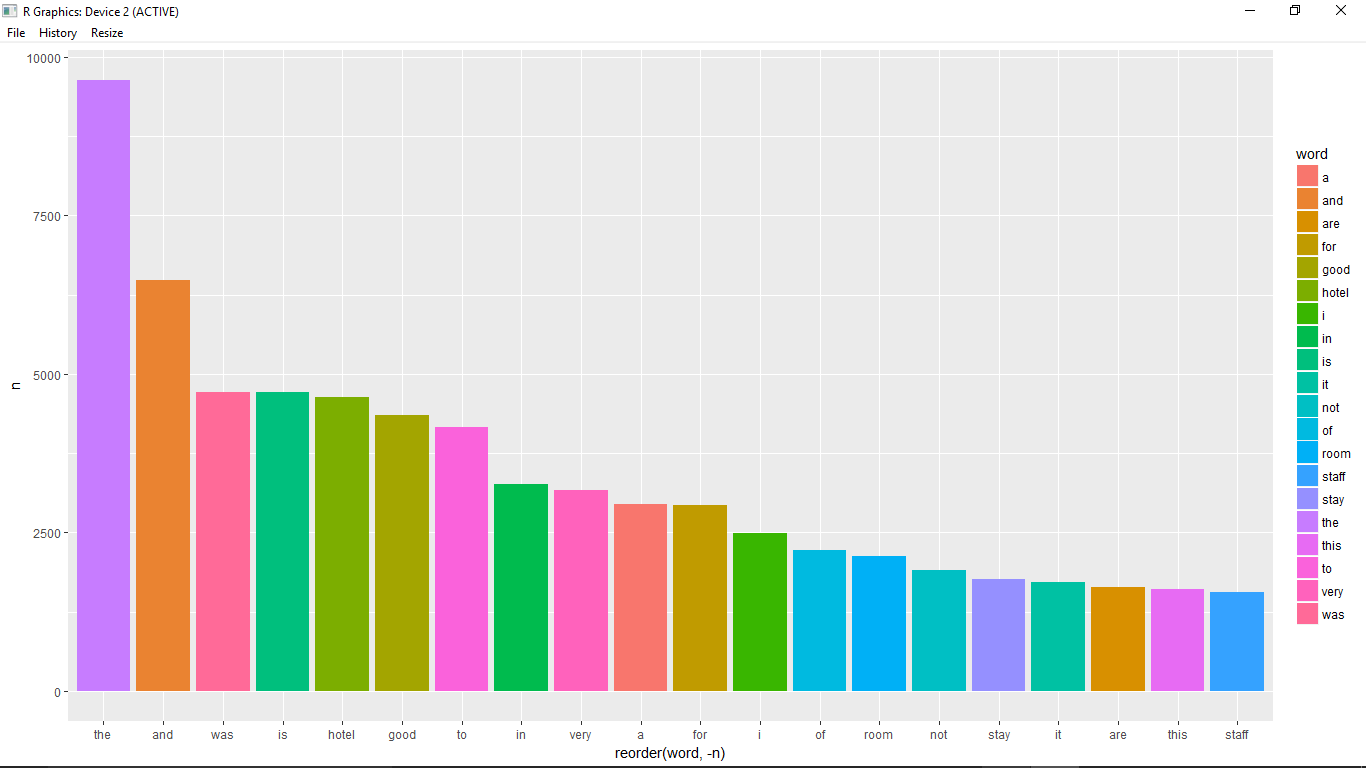 R Graphics: Device 2 (ACTIVE)
File History Resize
10000
7500
5000
2500
0
n
the and was is hotel good to in very a for i of room not stay it are this staff
reorder(word, -n)
word
a
and
are
for
good
hotel
i
in
is
it
not
of
room
staff
stay
the
this
to
very
was